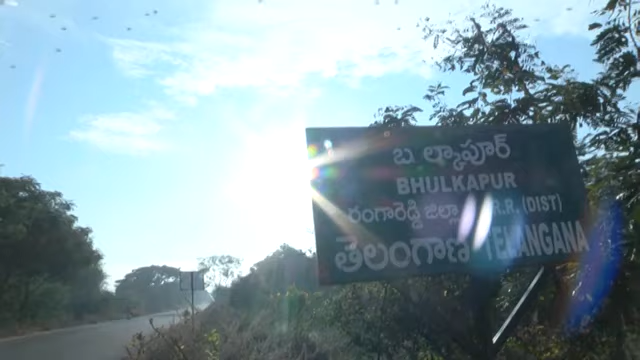 బ ల్కాపూర్
BHULKAPUR
రంగారెడ్డి జిల్లా R.R. (DIST)
తెలంగాణ TELANGANA